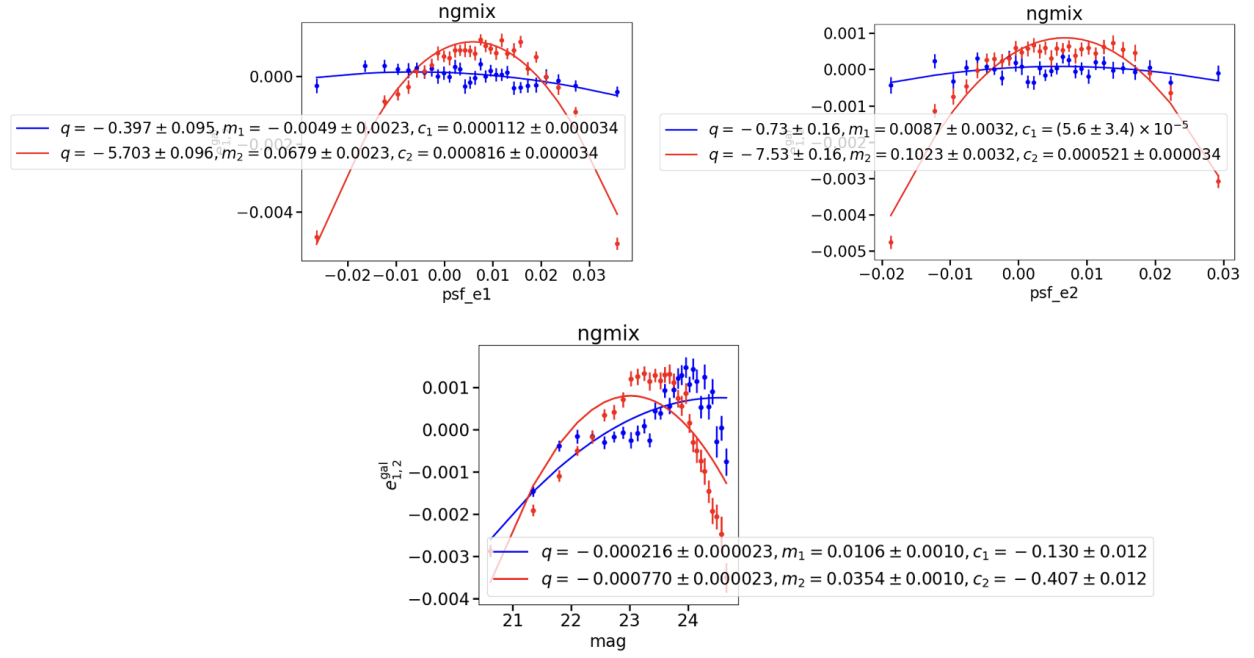 ngmix
0.000
−0.002
−0.004
q = −0.397 ± 0.095, m₁ = −0.0049 ± 0.0023, c₁ = 0.000112 ± 0.000034
q = −5.703 ± 0.096, m₂ = 0.0679 ± 0.0023, c₂ = 0.000816 ± 0.000034
−0.02 −0.01 0.00 0.01 0.02 0.03
psf_e1
ngmix
0.001
0.000
−0.001
−0.002
−0.003
−0.004
−0.005
q = −0.73 ± 0.16, m₁ = 0.0087 ± 0.0032, c₁ = (5.6 ± 3.4) × 10⁻⁵
q = −7.53 ± 0.16, m₂ = 0.1023 ± 0.0032, c₂ = 0.000521 ± 0.000034
−0.02 −0.01 0.00 0.01 0.02 0.03
psf_e2
ngmix
e₁,₂ᵍᵃˡ
0.001
0.000
−0.001
−0.002
−0.003
−0.004
q = −0.000216 ± 0.000023, m₁ = 0.0106 ± 0.0010, c₁ = −0.130 ± 0.012
q = −0.000770 ± 0.000023, m₂ = 0.0354 ± 0.0010, c₂ = −0.407 ± 0.012
21 22 23 24
mag